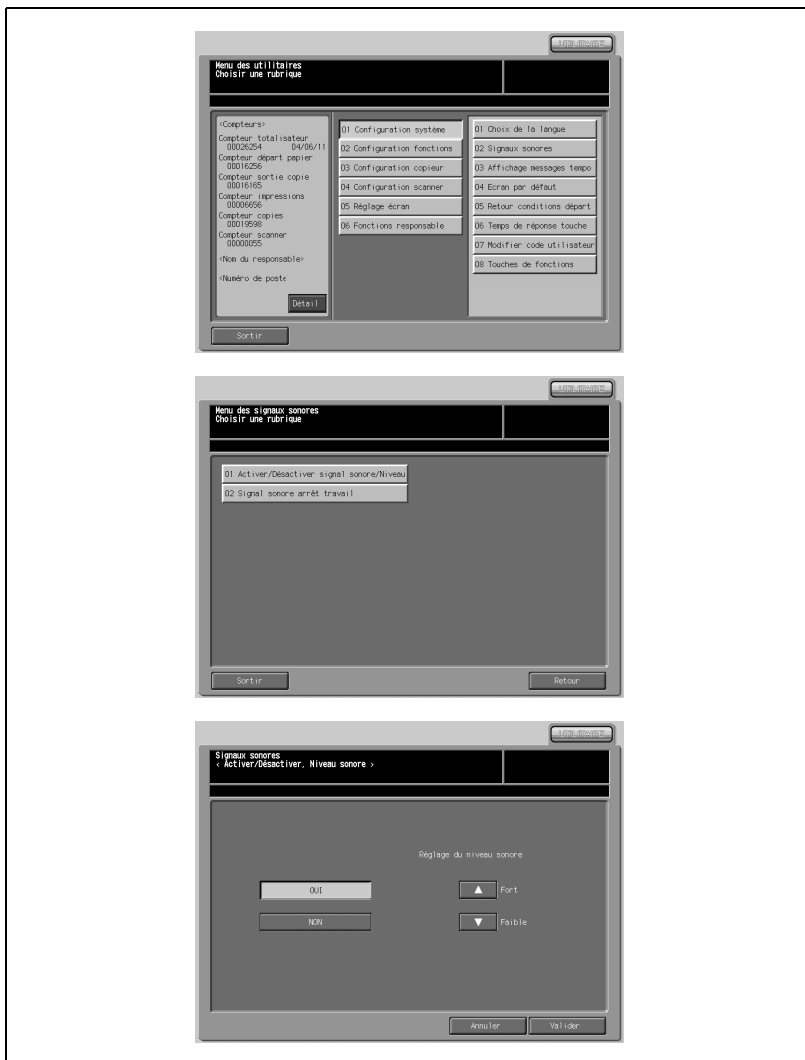 UTILITAIRE
Menu des utilitaires
Choisir une rubrique
<Compteurs>
Compteur totalisateur
00026254 04/06/11
Compteur départ papier
00016256
Compteur sortie copie
00016165
Compteur impressions
00006656
Compteur copies
00019598
Compteur scanner
00000055
<Nom du responsable>
<Numéro de poste
Détail
01 Configuration système
02 Configuration fonctions
03 Configuration copieur
04 Configuration scanner
05 Réglage écran
06 Fonctions responsable
01 Choix de la langue
02 Signaux sonores
03 Affichage messages tempo
04 Ecran par défaut
05 Retour conditions départ
06 Temps de réponse touche
07 Modifier code utilisateur
08 Touches de fonctions
Sortir
UTILITAIRE
Menu des signaux sonores
Choisir une rubrique
01 Activer/Désactiver signal sonore/Niveau
02 Signal sonore arrêt travail
Sortir
Retour
UTILITAIRE
Signaux sonores
< Activer/Désactiver, Niveau sonore >
Réglage du niveau sonore
OUI
Fort
NON
Faible
Annuler
Valider